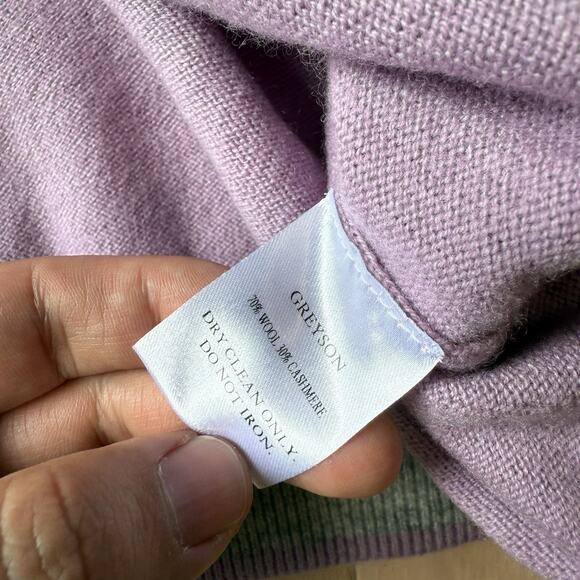 GREYSON
70% WOOL 30% CASHMERE
DRY CLEAN ONLY.
DO NOT IRON.